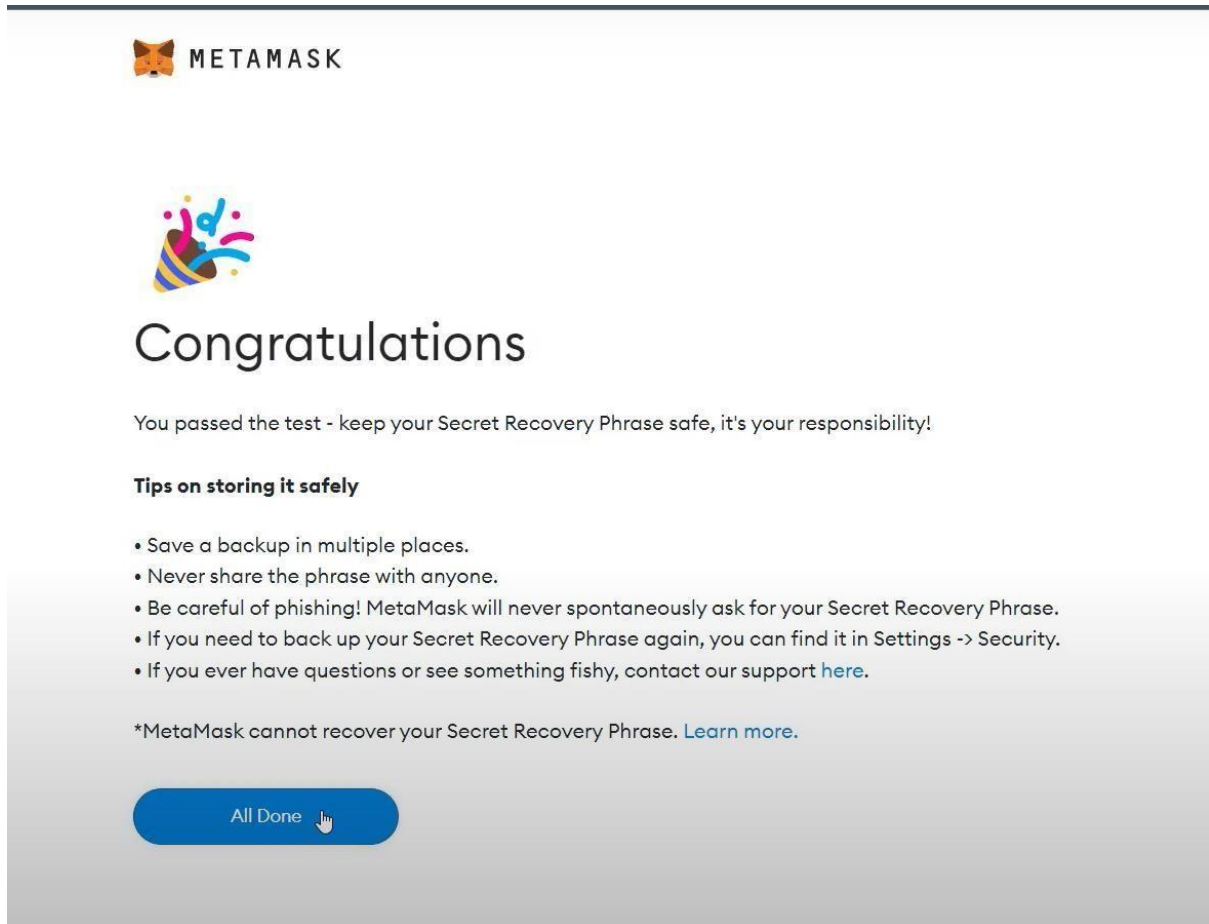 METAMASK
Congratulations
You passed the test - keep your Secret Recovery Phrase safe, it's your responsibility!
Tips on storing it safely
• Save a backup in multiple places.
• Never share the phrase with anyone.
• Be careful of phishing! MetaMask will never spontaneously ask for your Secret Recovery Phrase.
• If you need to back up your Secret Recovery Phrase again, you can find it in Settings -> Security.
• If you ever have questions or see something fishy, contact our support here.
*MetaMask cannot recover your Secret Recovery Phrase. Learn more.
All Done